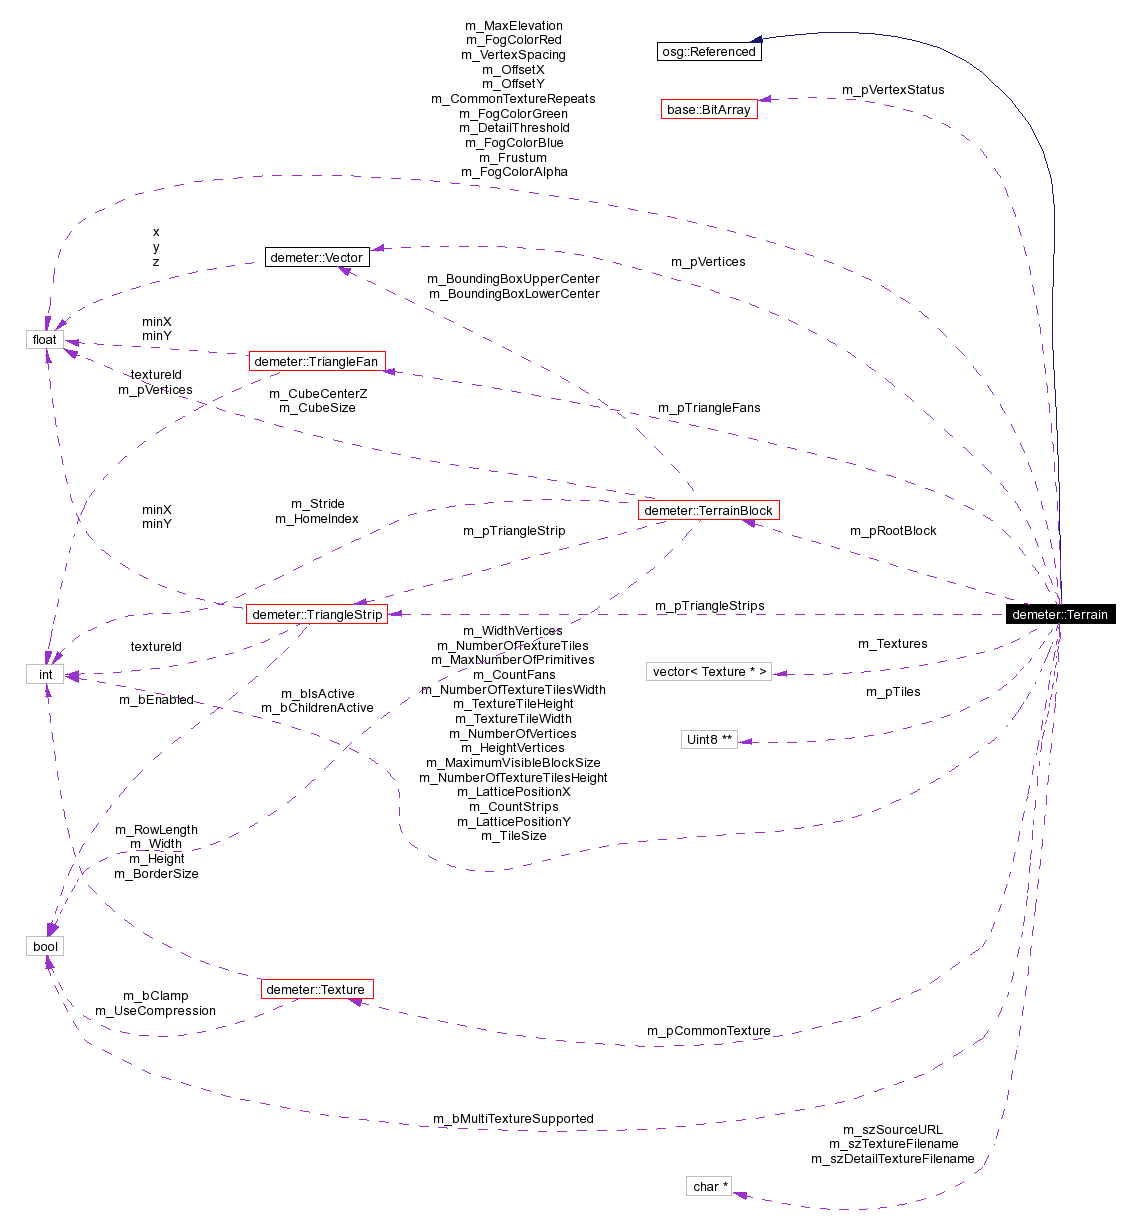 m_MaxElevation
m_FogColorRed
m_VertexSpacing
m_OffsetX
m_OffsetY
m_CommonTextureRepeats
m_FogColorGreen
m_DetailThreshold
m_FogColorBlue
m_Frustum
m_FogColorAlpha
osg::Referenced
m_pVertexStatus
base::BitArray
x
y
z
demeter::Vector
m_pVertices
m_BoundingBoxUpperCenter
m_BoundingBoxLowerCenter
minX
minY
float
demeter::TriangleFan
textureId
m_pVertices
m_CubeCenterZ
m_CubeSize
m_pTriangleFans
minX
minY
m_Stride
m_HomeIndex
demeter::TerrainBlock
m_pTriangleStrip
m_pRootBlock
demeter::TriangleStrip
m_pTriangleStrips
demeter::Terrain
textureId
int
m_bEnabled
m_bIsActive
m_bChildrenActive
m_WidthVertices
m_NumberOfTextureTiles
m_MaxNumberOfPrimitives
m_CountFans
m_NumberOfTextureTilesWidth
m_TextureTileHeight
m_TextureTileWidth
m_NumberOfVertices
m_HeightVertices
m_MaximumVisibleBlockSize
m_NumberOfTextureTilesHeight
m_LatticePositionX
m_CountStrips
m_LatticePositionY
m_TileSize
m_Textures
vector< Texture * >
m_pTiles
Uint8 **
m_RowLength
m_Width
m_Height
m_BorderSize
bool
demeter::Texture
m_bClamp
m_UseCompression
m_pCommonTexture
m_bMultiTextureSupported
m_szSourceURL
m_szTextureFilename
m_szDetailTextureFilename
char *